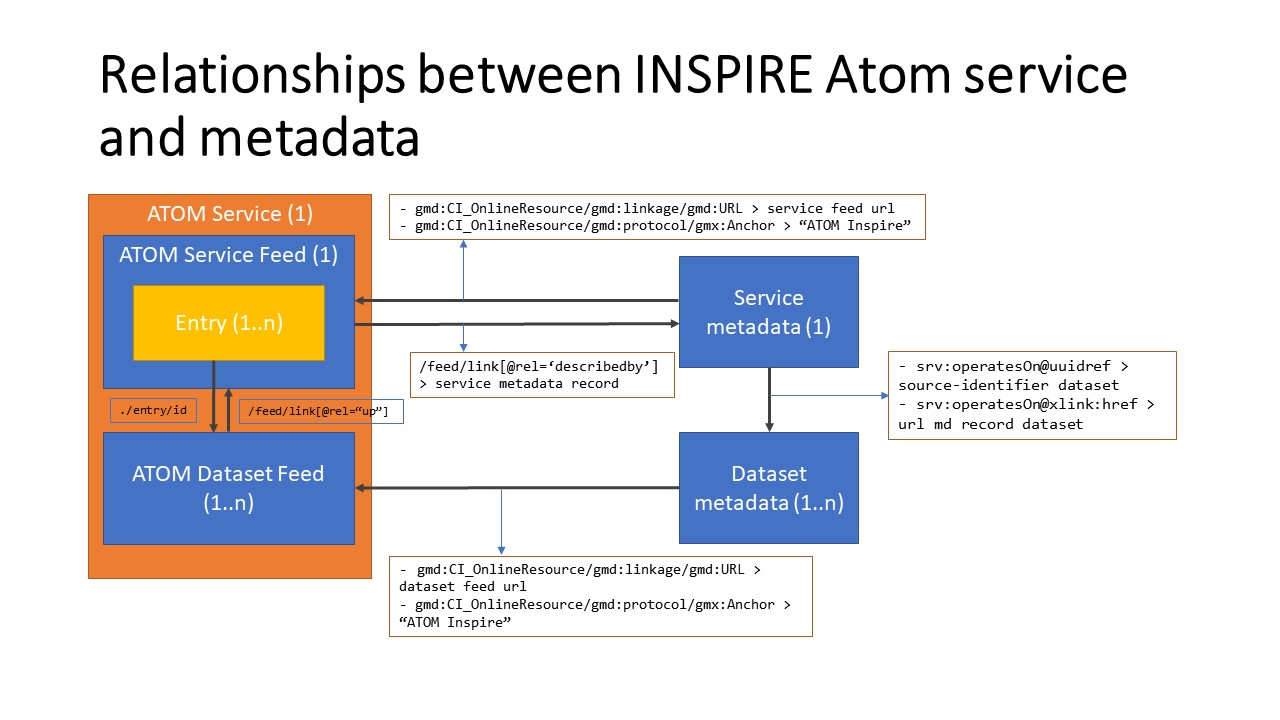 Relationships between INSPIRE Atom service
and metadata
ATOM Service (1)
ATOM Service Feed (1)
Entry (1..n)
- gmd:CI_OnlineResource/gmd:linkage/gmd:URL > service feed url
- gmd:CI_OnlineResource/gmd:protocol/gmx:Anchor > “ATOM Inspire”
Service
metadata (1)
/feed/link[@rel=‘describedby’]
> service metadata record
- srv:operatesOn@uuidref >
source-identifier dataset
- srv:operatesOn@xlink:href >
url md record dataset
./entry/id
/feed/link[@rel=“up”]
ATOM Dataset Feed
(1..n)
Dataset
metadata (1..n)
- gmd:CI_OnlineResource/gmd:linkage/gmd:URL >
dataset feed url
- gmd:CI_OnlineResource/gmd:protocol/gmx:Anchor >
“ATOM Inspire”